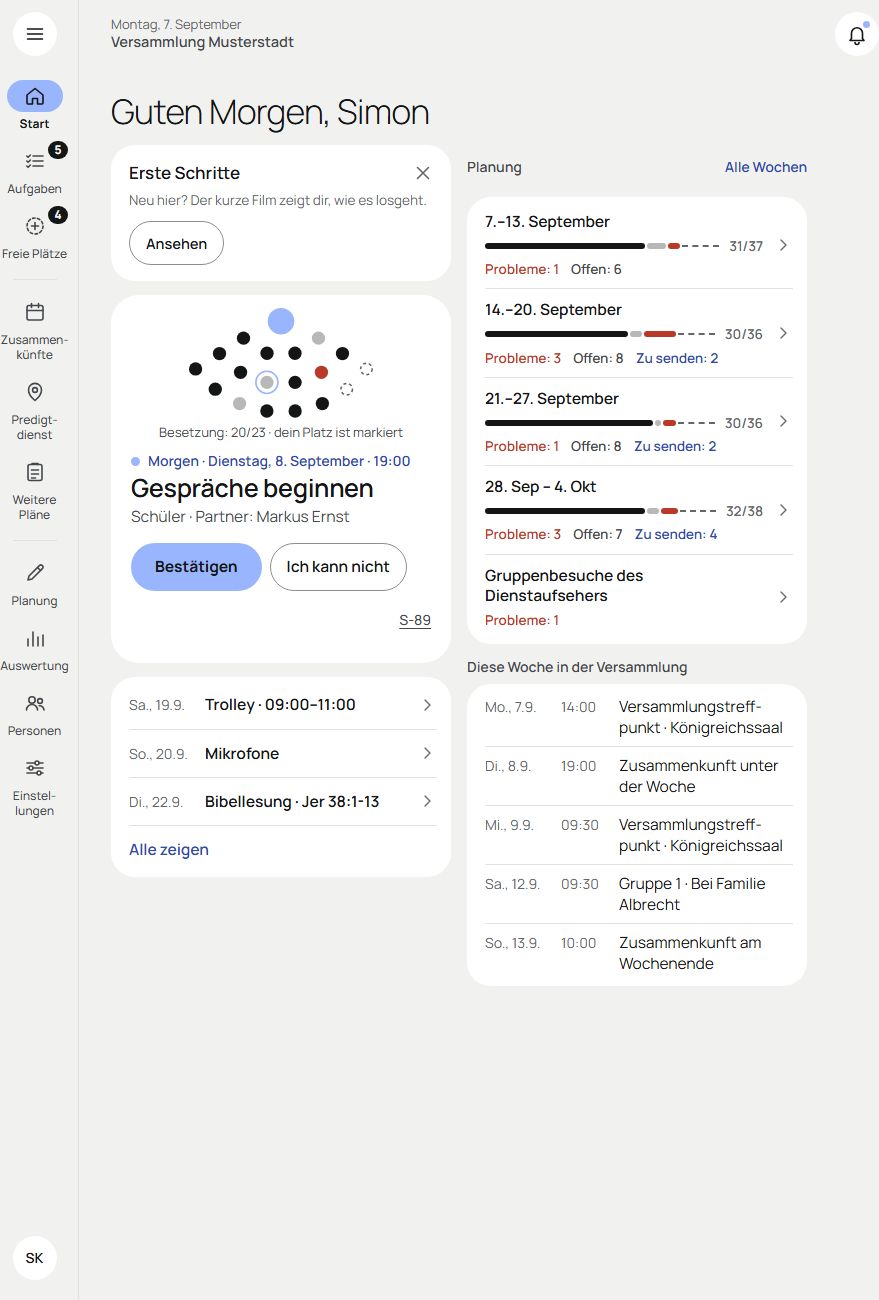 Montag, 7. September
Versammlung Musterstadt
Start
5
Aufgaben
4
Freie Plätze
Zusammen-
künfte
Predigt-
dienst
Weitere
Pläne
Planung
Auswertung
Personen
Einstel-
lungen
SK
Guten Morgen, Simon
Erste Schritte
Neu hier? Der kurze Film zeigt dir, wie es losgeht.
Ansehen
Besetzung: 20/23 · dein Platz ist markiert
Morgen · Dienstag, 8. September · 19:00
Gespräche beginnen
Schüler · Partner: Markus Ernst
Bestätigen Ich kann nicht
S-89
Sa., 19.9. Trolley · 09:00–11:00
So., 20.9. Mikrofone
Di., 22.9. Bibellesung · Jer 38:1-13
Alle zeigen
Planung Alle Wochen
7.–13. September
31/37
Probleme: 1 Offen: 6
14.–20. September
30/36
Probleme: 3 Offen: 8 Zu senden: 2
21.–27. September
30/36
Probleme: 1 Offen: 8 Zu senden: 2
28. Sep – 4. Okt
32/38
Probleme: 3 Offen: 7 Zu senden: 4
Gruppenbesuche des
Dienstaufsehers
Probleme: 1
Diese Woche in der Versammlung
Mo., 7.9. 14:00 Versammlungstreff-
punkt · Königreichssaal
Di., 8.9. 19:00 Zusammenkunft unter
der Woche
Mi., 9.9. 09:30 Versammlungstreff-
punkt · Königreichssaal
Sa., 12.9. 09:30 Gruppe 1 · Bei Familie
Albrecht
So., 13.9. 10:00 Zusammenkunft am
Wochenende